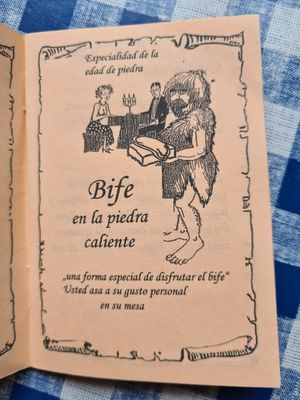 Especialidad de la
edad de piedra
Bife
en la piedra
caliente
„una forma especial de disfrutar el bife“
Usted asa a su gusto personal
en su mesa